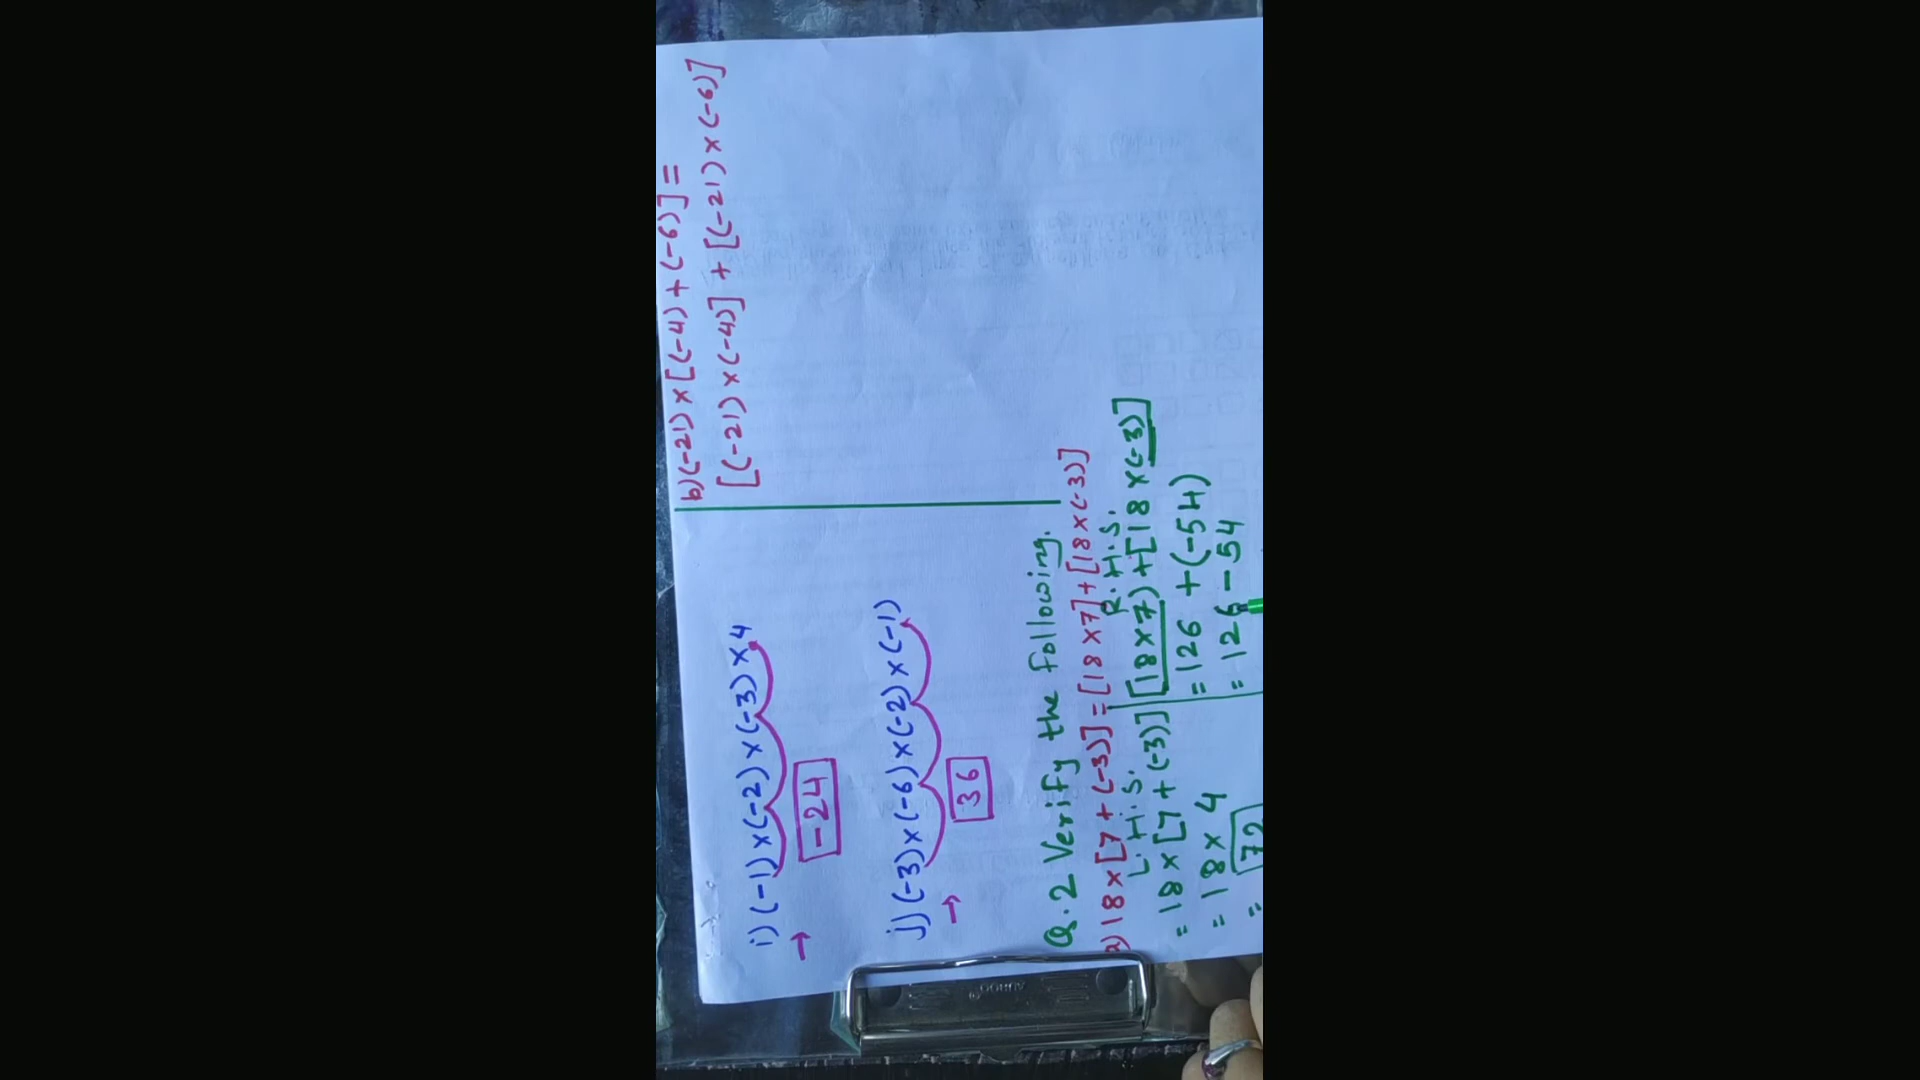 i) (-1)×(-2)×(-3)×4
→ -24
j) (-3)×(-6)×(-2)×(-1)
→ 36
Q.2 Verify the following.
a) 18×[7+(-3)]=[18×7]+[18×(-3)]
L.H.S.
=18×[7+(-3)]
=18×4
=72
R.H.S.
[18×7)+[18×(-3)]
=126+(-54)
=126-54
b) (-21)×[(-4)+(-6)]=
[(-21)×(-4)]+[(-21)×(-6)]